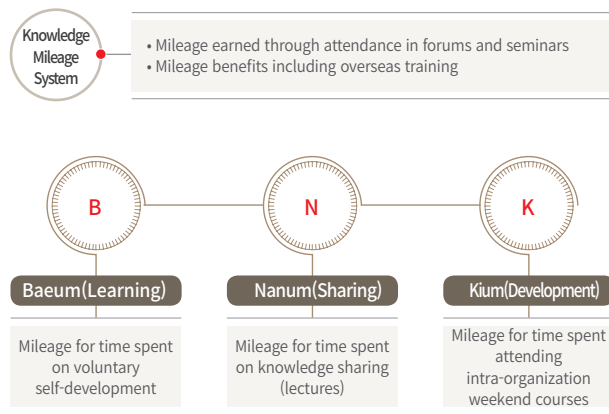 Knowledge
Mileage
System
• Mileage earned through attendance in forums and seminars
• Mileage benefits including overseas training
B
N
K
Baeum(Learning)
Nanum(Sharing)
Kium(Development)
Mileage for time spent
on voluntary
self-development
Mileage for time spent
on knowledge sharing
(lectures)
Mileage for time spent
attending
intra-organization
weekend courses